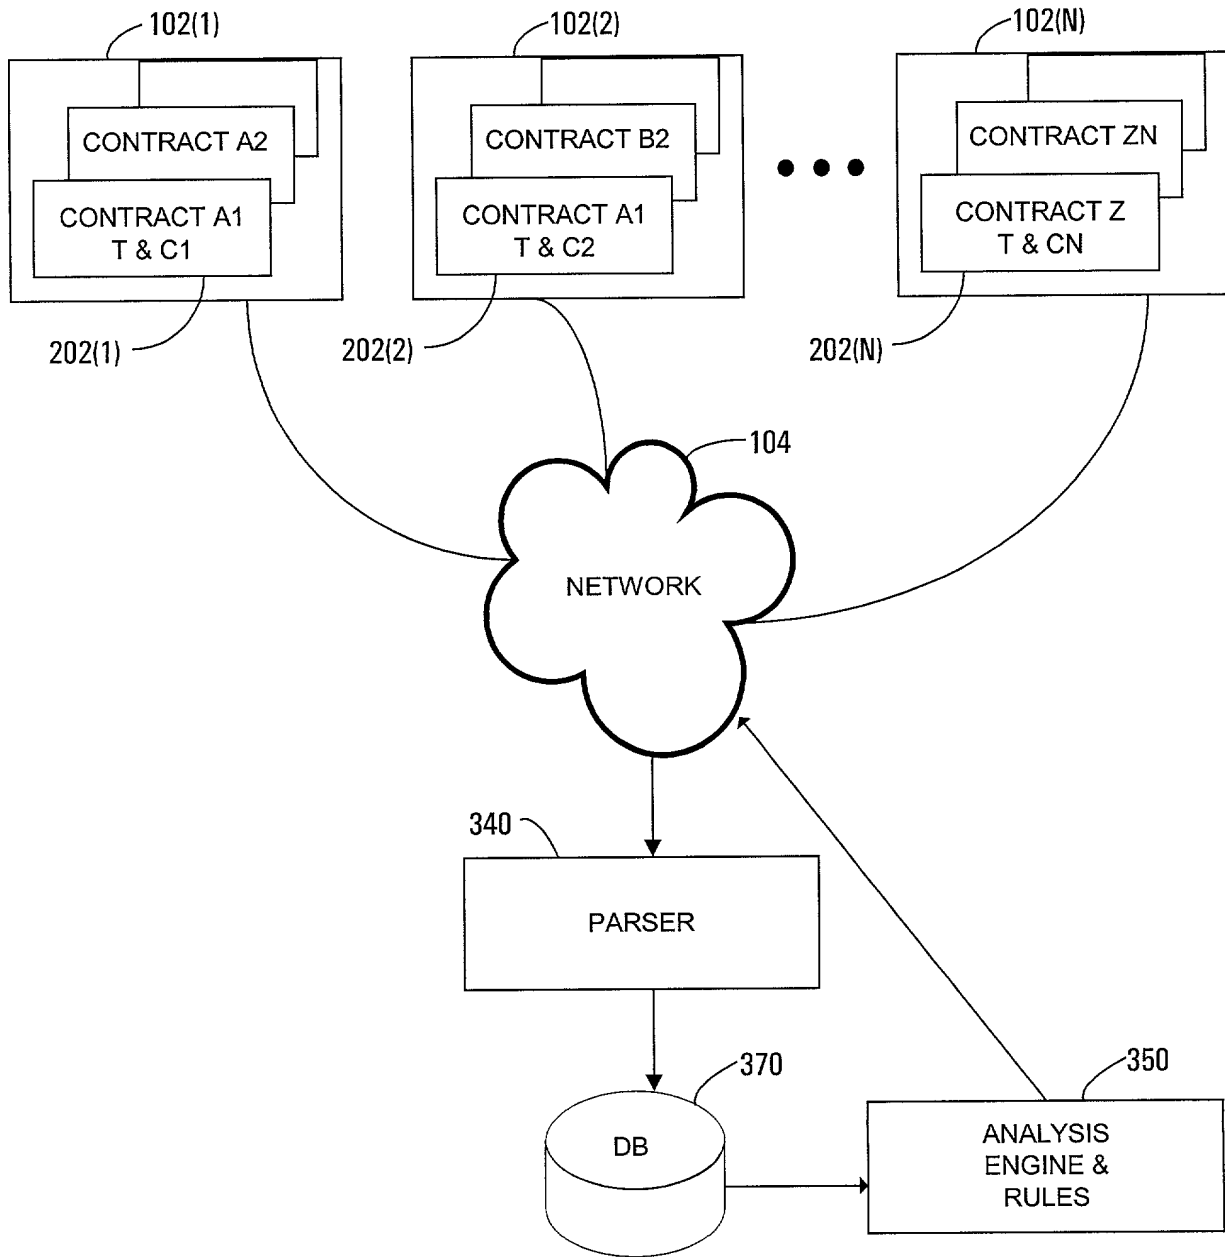 102(1)
102(2)
102(N)
CONTRACT A2
CONTRACT A1
T & C1
CONTRACT B2
CONTRACT A1
T & C2
CONTRACT ZN
CONTRACT Z
T & CN
202(1)
202(2)
202(N)
104
NETWORK
340
PARSER
370
DB
350
ANALYSIS
ENGINE &
RULES